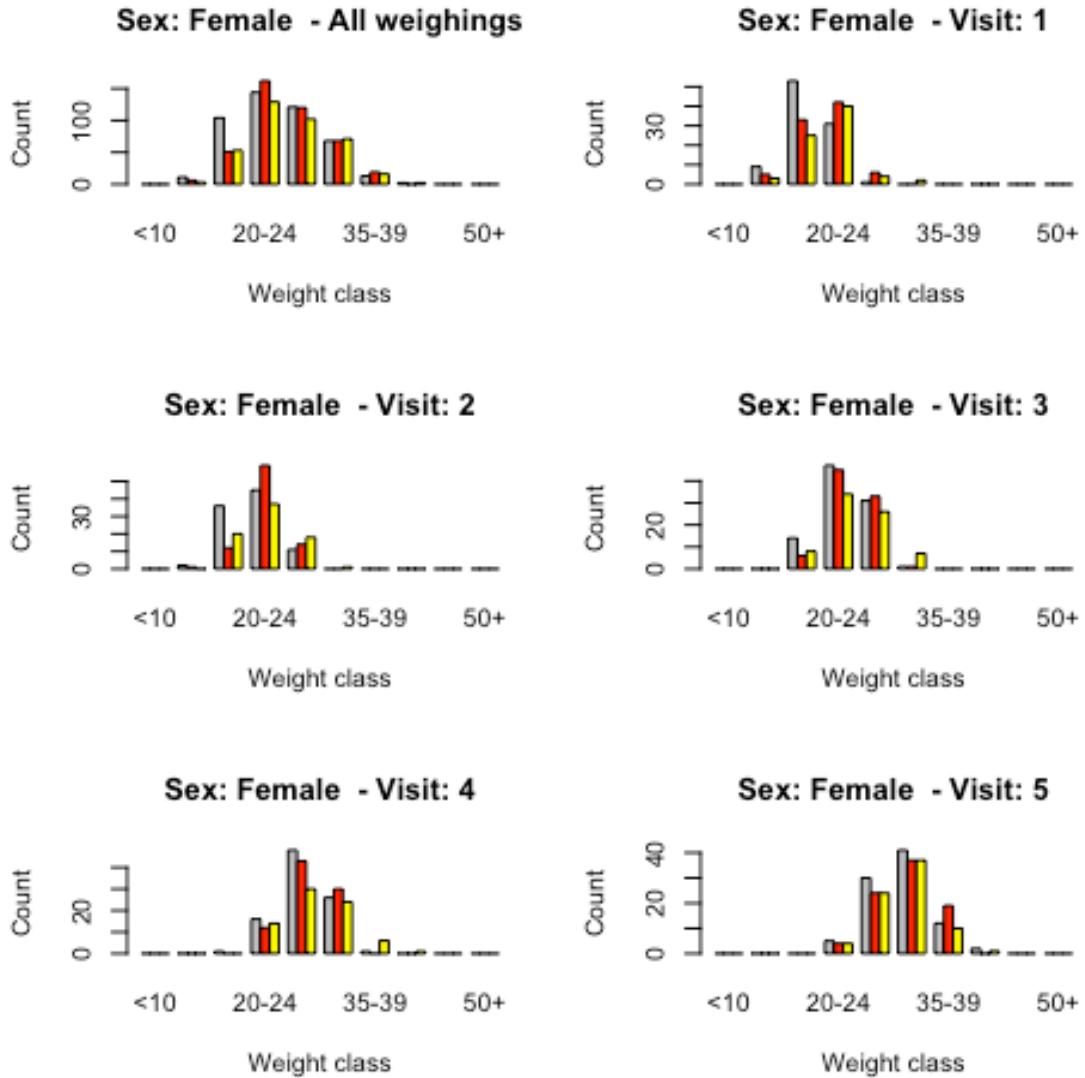 Sex: Female  - All weighings
Count
0
100
<10 20-24 35-39 50+
Weight class
Sex: Female  - Visit: 1
Count
0
30
<10 20-24 35-39 50+
Weight class
Sex: Female  - Visit: 2
Count
0
30
<10 20-24 35-39 50+
Weight class
Sex: Female  - Visit: 3
Count
0
20
<10 20-24 35-39 50+
Weight class
Sex: Female  - Visit: 4
Count
0
20
<10 20-24 35-39 50+
Weight class
Sex: Female  - Visit: 5
Count
0
20
40
<10 20-24 35-39 50+
Weight class